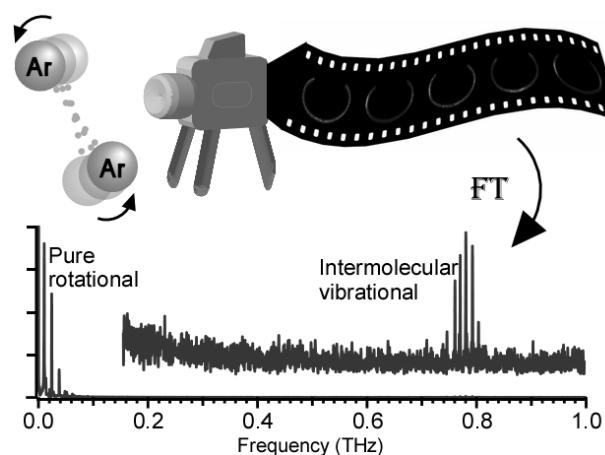 Ar
Ar
FT
Pure
rotational
Intermolecular
vibrational
0.0 0.2 0.4 0.6 0.8 1.0
Frequency (THz)